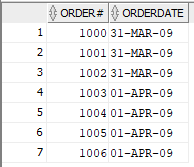 ORDER# ORDERDATE
1 1000 31-MAR-09
2 1001 31-MAR-09
3 1002 31-MAR-09
4 1003 01-APR-09
5 1004 01-APR-09
6 1005 01-APR-09
7 1006 01-APR-09